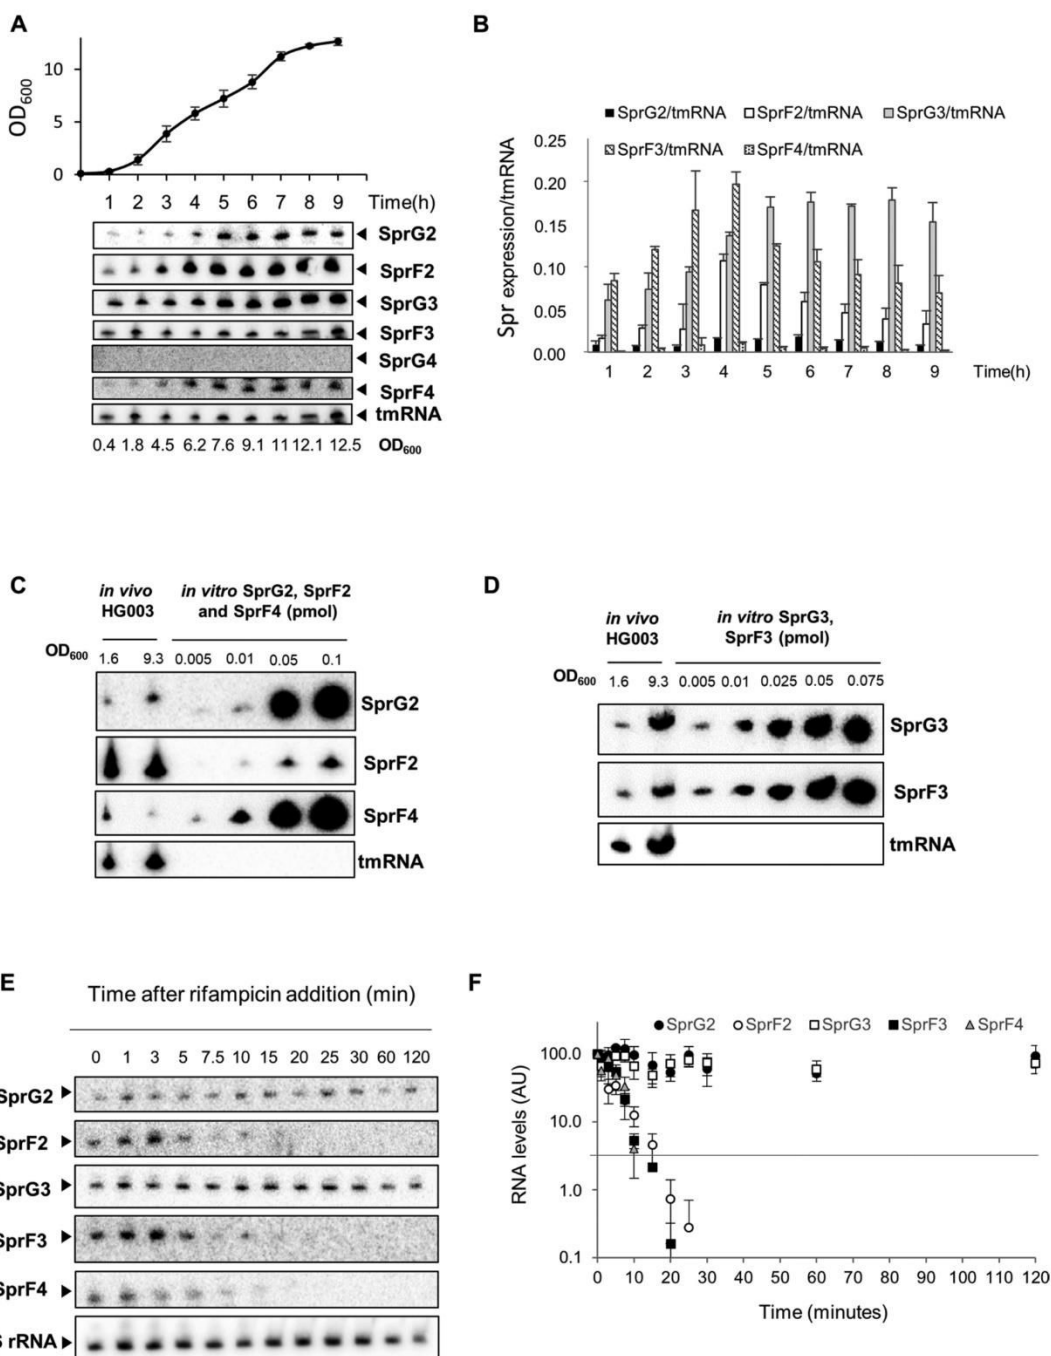 A
OD600
10
5
0
1 2 3 4 5 6 7 8 9 Time(h)
SprG2
SprF2
SprG3
SprF3
SprG4
SprF4
tmRNA
0.4 1.8 4.5 6.2 7.6 9.1 11 12.1 12.5 OD600
B
SprG2/tmRNA SprF2/tmRNA SprG3/tmRNA
SprF3/tmRNA SprF4/tmRNA
Spr expression/tmRNA
0.25
0.20
0.15
0.10
0.05
0.00
1 2 3 4 5 6 7 8 9 Time(h)
C
in vivo
HG003
in vitro SprG2, SprF2
and SprF4 (pmol)
OD600 1.6 9.3 0.005 0.01 0.05 0.1
SprG2
SprF2
SprF4
tmRNA
D
in vivo
HG003
in vitro SprG3,
SprF3 (pmol)
OD600 1.6 9.3 0.005 0.01 0.025 0.05 0.075
SprG3
SprF3
tmRNA
E
Time after rifampicin addition (min)
0 1 3 5 7.5 10 15 20 25 30 60 120
SprG2
SprF2
SprG3
SprF3
SprF4
rRNA
F
SprG2 SprF2 SprG3 SprF3 SprF4
RNA levels (AU)
100.0
10.0
1.0
0.1
0 10 20 30 40 50 60 70 80 90 100 110 120
Time (minutes)